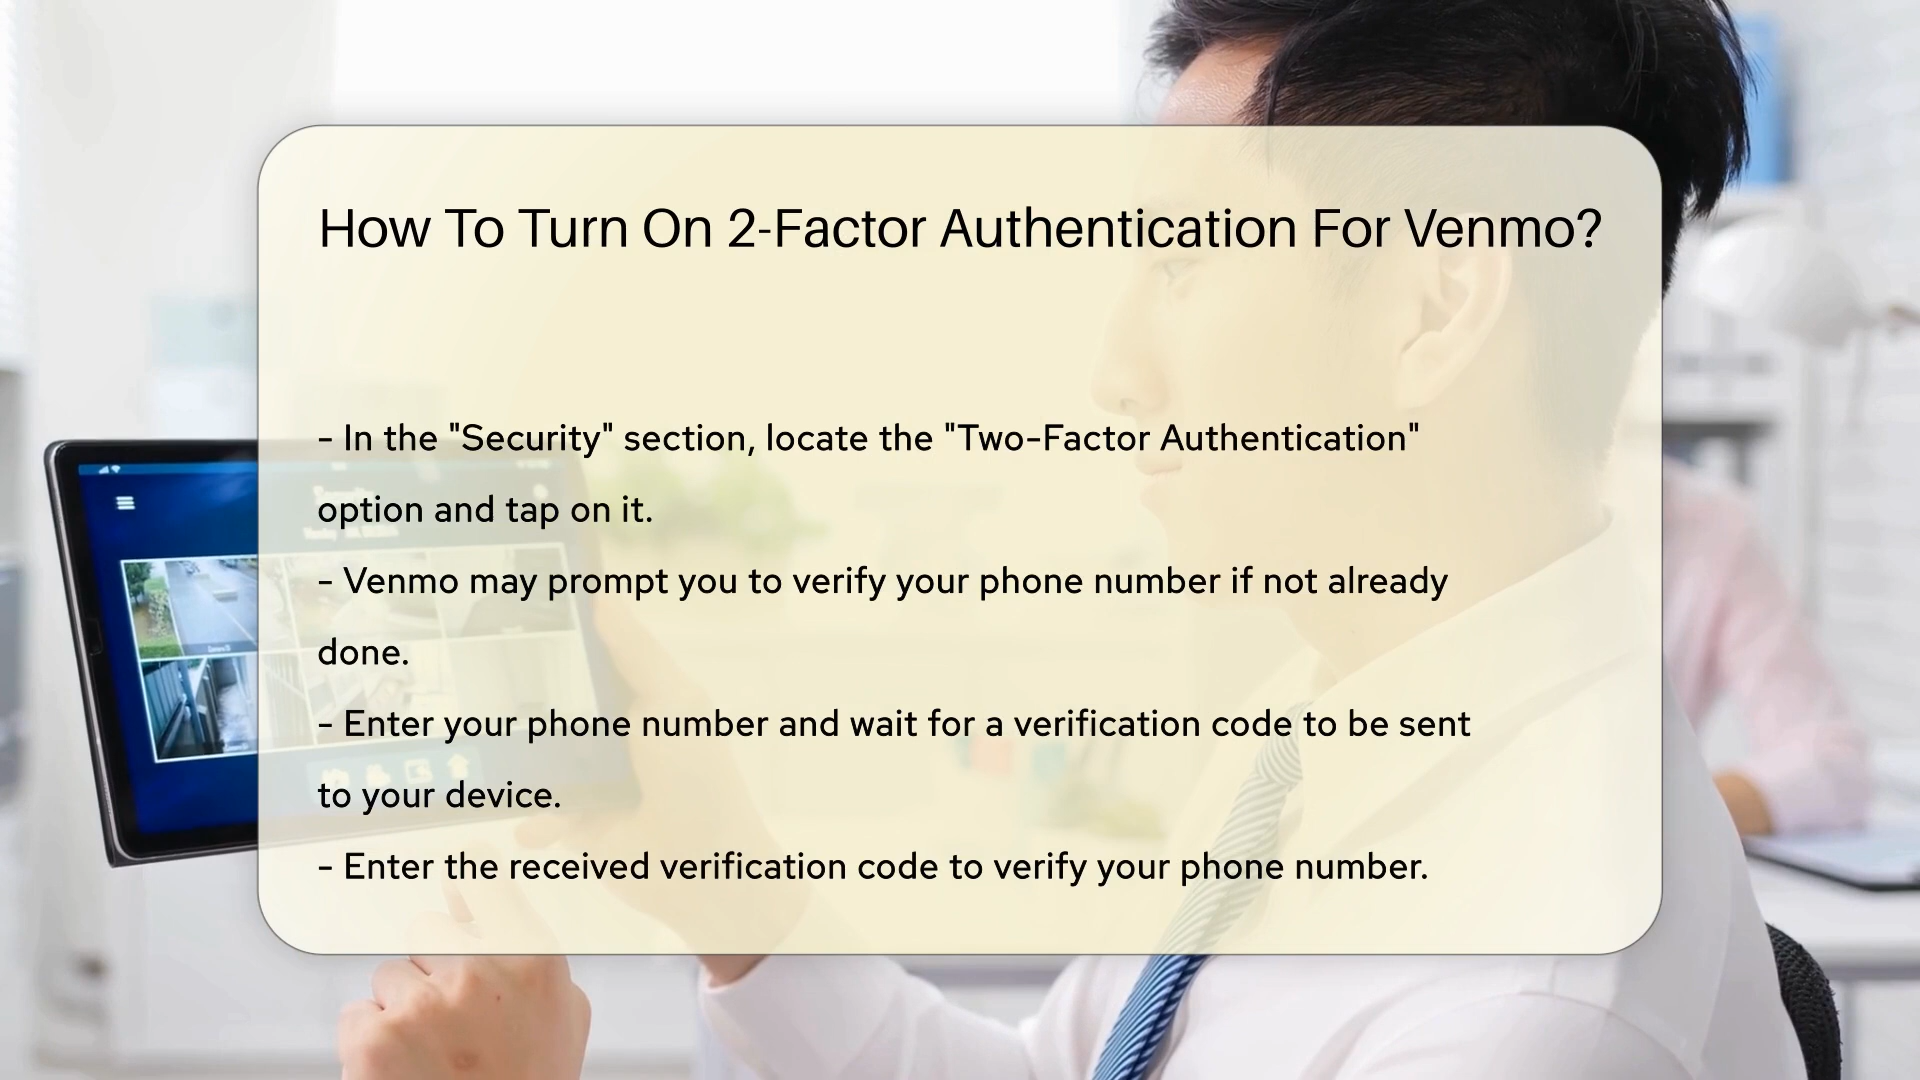 How To Turn On 2-Factor Authentication For Venmo?
- In the "Security" section, locate the "Two-Factor Authentication"
option and tap on it.
- Venmo may prompt you to verify your phone number if not already
done.
- Enter your phone number and wait for a verification code to be sent
to your device.
- Enter the received verification code to verify your phone number.